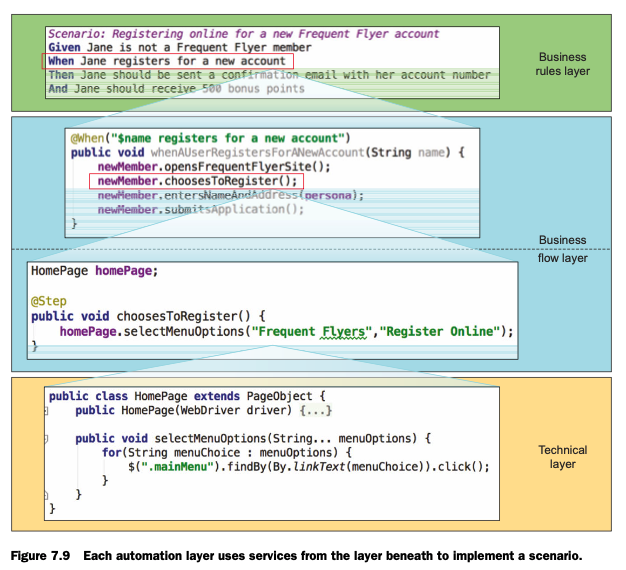 Scenario: Registering online for a new Frequent Flyer account
Given Jane is not a Frequent Flyer member
When Jane registers for a new account
Then Jane should be sent a confirmation email with her account number
And Jane should receive 500 bonus points
Business
rules layer
@When("$name registers for a new account")
public void whenAUserRegistersForANewAccount(String name) {
newMember.opensFrequentFlyerSite();
newMember.choosesToRegister();
newMember.entersNameAndAddress(persona);
newMember.submitsApplication();
}
Business
flow layer
HomePage homePage;
@Step
public void choosesToRegister() {
homePage.selectMenuOptions("Frequent Flyers","Register Online");
}
public class HomePage extends PageObject {
public HomePage(WebDriver driver) {...}
public void selectMenuOptions(String... menuOptions) {
for(String menuChoice : menuOptions) {
$(".mainMenu").findBy(By.linkText(menuChoice)).click();
}
}
}
Technical
layer
Figure 7.9 Each automation layer uses services from the layer beneath to implement a scenario.